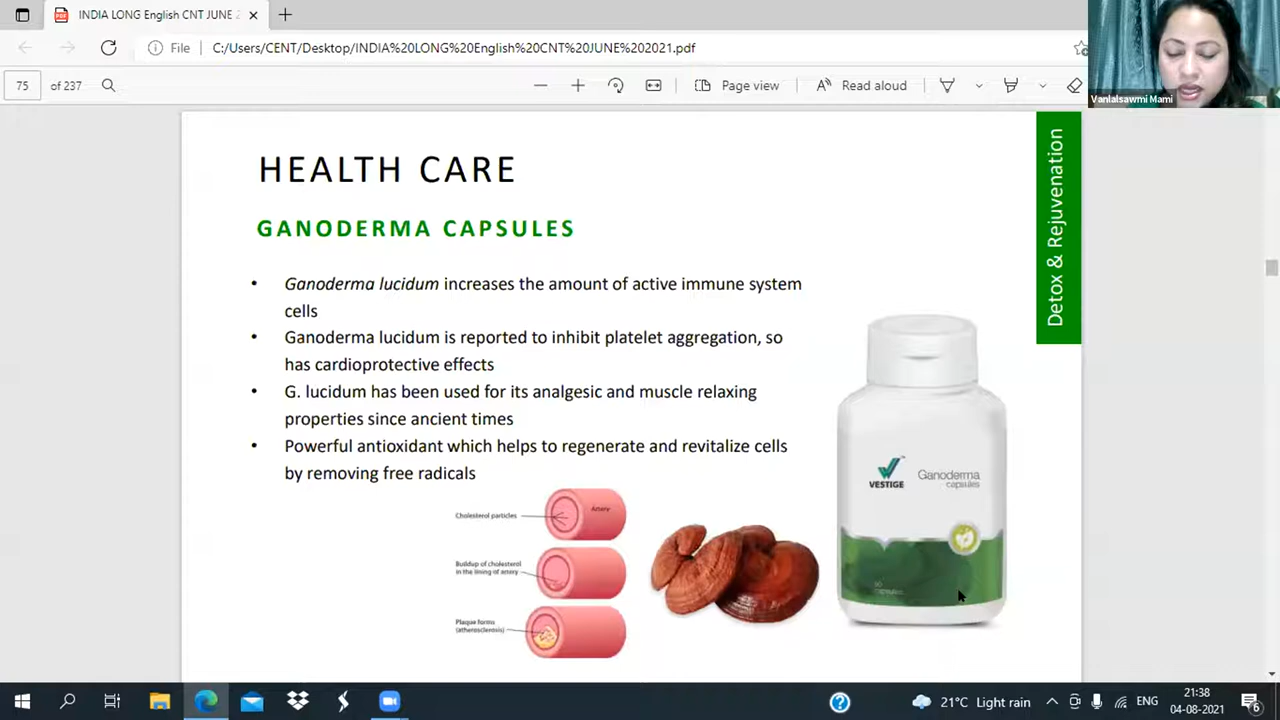 INDIA LONG English CNT JUNE 2
File
C:/Users/CENT/Desktop/INDIA%20LONG%20English%20CNT%20JUNE%202021.pdf
75 of 237
Page view
Read aloud
Vanlalsawmi Mami
Detox & Rejuvenation
HEALTH CARE
GANODERMA CAPSULES
• Ganoderma lucidum increases the amount of active immune system
cells
• Ganoderma lucidum is reported to inhibit platelet aggregation, so
has cardioprotective effects
• G. lucidum has been used for its analgesic and muscle relaxing
properties since ancient times
• Powerful antioxidant which helps to regenerate and revitalize cells
by removing free radicals
Cholesterol particles
Artery
Buildup of cholesterol
in the lining of artery
Plaque forms
(atherosclerosis)
VESTIGE
Ganoderma
capsules
capsules
21°C Light rain
ENG
21:38
04-08-2021
6